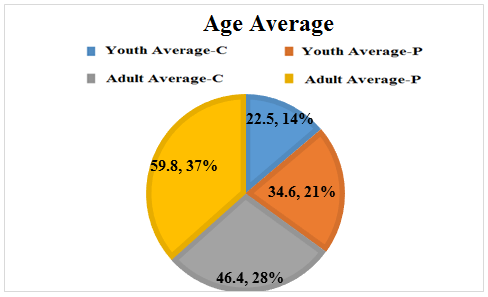 Age Average
Youth Average-C
Youth Average-P
Adult Average-C
Adult Average-P
22.5, 14%
59.8, 37%
34.6, 21%
46.4, 28%